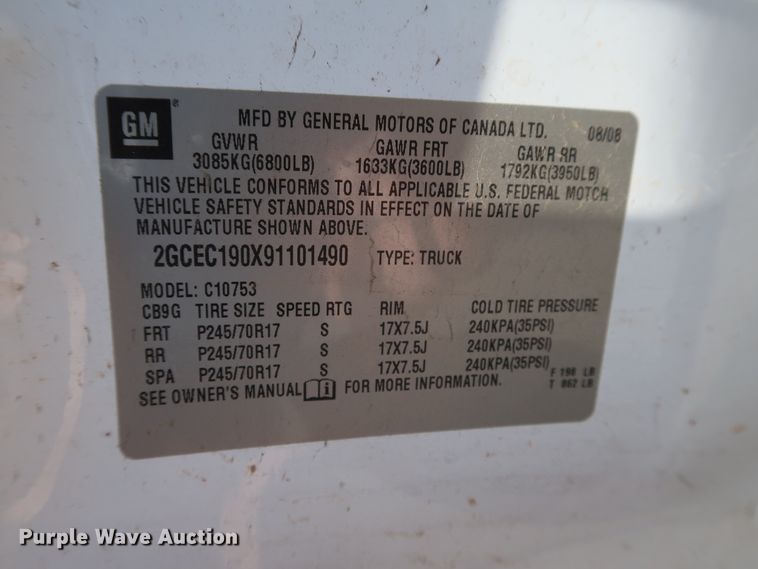 GM ®
MFD BY GENERAL MOTORS OF CANADA LTD. 08/08
GVWR GAWR FRT GAWR RR
3085KG(6800LB) 1633KG(3600LB) 1792KG(3950LB)
THIS VEHICLE CONFORMS TO ALL APPLICABLE U.S. FEDERAL MOTOR
VEHICLE SAFETY STANDARDS IN EFFECT ON THE DATE OF
MANUFACTURE SHOWN ABOVE.
2GCEC190X91101490 TYPE: TRUCK
MODEL: C10753
CB9G TIRE SIZE SPEED RTG RIM COLD TIRE PRESSURE
FRT P245/70R17 S 17X7.5J 240KPA(35PSI)
RR P245/70R17 S 17X7.5J 240KPA(35PSI)
SPA P245/70R17 S 17X7.5J 240KPA(35PSI)
F 198 LB
T 862 LB
SEE OWNER'S MANUAL i FOR MORE INFORMATION.
Purple Wave Auction